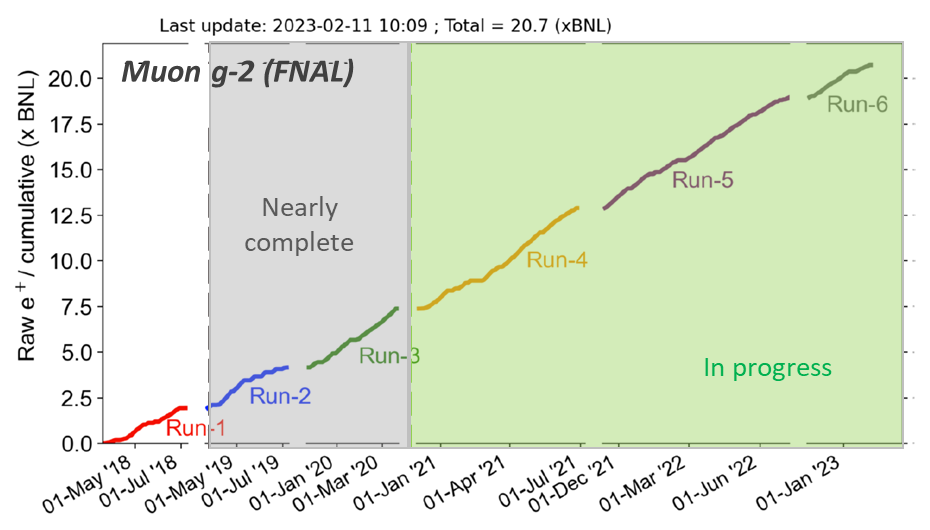 Last update: 2023-02-11 10:09 ; Total = 20.7 (xBNL)
Muon g-2 (FNAL)
Raw e+ / cumulative (x BNL)
20.0
17.5
15.0
12.5
10.0
7.5
5.0
2.5
0.0
Run-6
Run-5
Nearly
complete
Run-4
Run-3
In progress
Run-2
Run-1
01-May '18
01-Jul '18
01-May '19
01-Jul '19
01-Jan '20
01-Mar '20
01-Jan '21
01-Apr '21
01-Jul '21
01-Dec '21
01-Mar '22
01-Jun '22
01-Jan '23